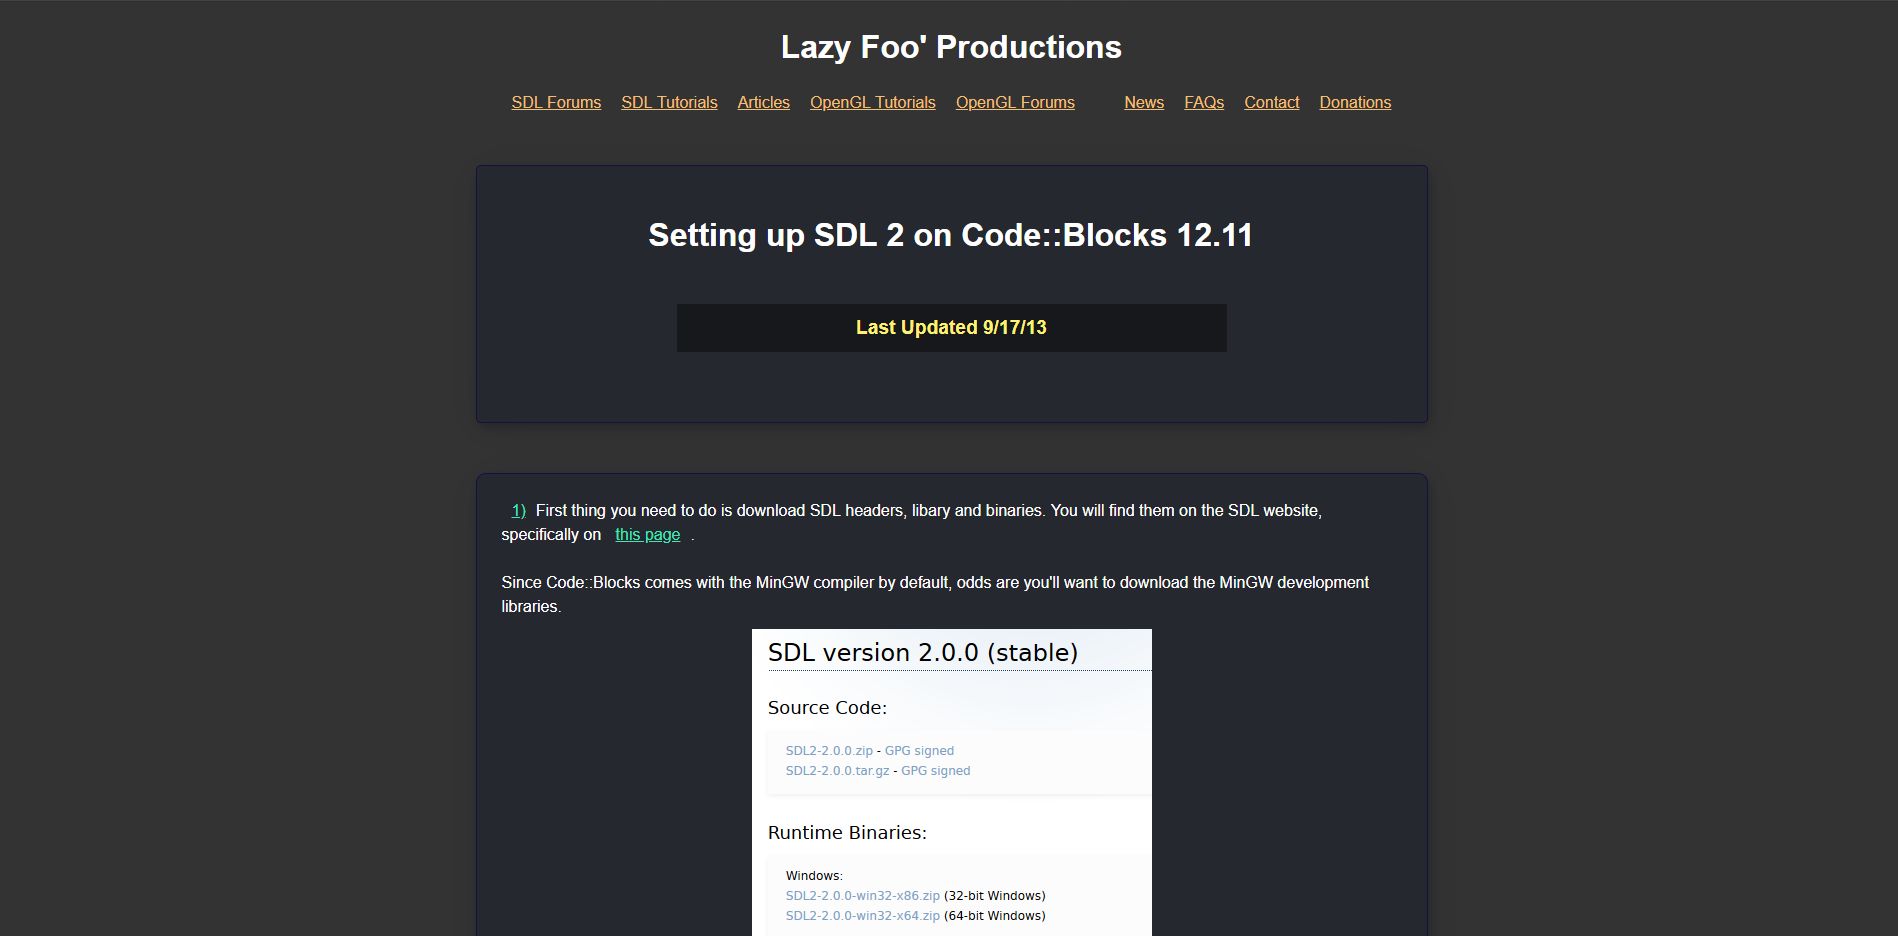 Lazy Foo' Productions
SDL Forums SDL Tutorials Articles OpenGL Tutorials OpenGL Forums News FAQs Contact Donations
Setting up SDL 2 on Code::Blocks 12.11
Last Updated 9/17/13
1) First thing you need to do is download SDL headers, libary and binaries. You will find them on the SDL website,
specifically on this page .
Since Code::Blocks comes with the MinGW compiler by default, odds are you'll want to download the MinGW development
libraries.
SDL version 2.0.0 (stable)
Source Code:
SDL2-2.0.0.zip - GPG signed
SDL2-2.0.0.tar.gz - GPG signed
Runtime Binaries:
Windows:
SDL2-2.0.0-win32-x86.zip (32-bit Windows)
SDL2-2.0.0-win32-x64.zip (64-bit Windows)